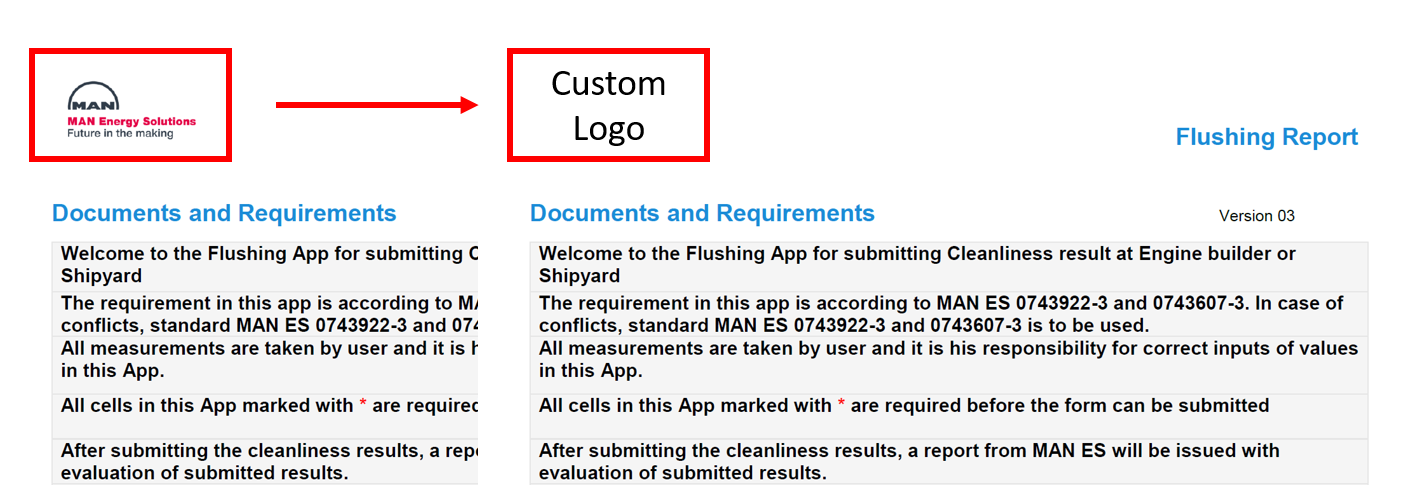 MAN
MAN Energy Solutions
Future in the making
Documents and Requirements
Welcome to the Flushing App for submitting C
Shipyard
The requirement in this app is according to MA
conflicts, standard MAN ES 0743922-3 and 074
All measurements are taken by user and it is h
in this App.
All cells in this App marked with * are required
After submitting the cleanliness results, a repo
evaluation of submitted results.
Custom
Logo
Flushing Report
Documents and Requirements
Version 03
Welcome to the Flushing App for submitting Cleanliness result at Engine builder or
Shipyard
The requirement in this app is according to MAN ES 0743922-3 and 0743607-3. In case of
conflicts, standard MAN ES 0743922-3 and 0743607-3 is to be used.
All measurements are taken by user and it is his responsibility for correct inputs of values
in this App.
All cells in this App marked with * are required before the form can be submitted
After submitting the cleanliness results, a report from MAN ES will be issued with
evaluation of submitted results.